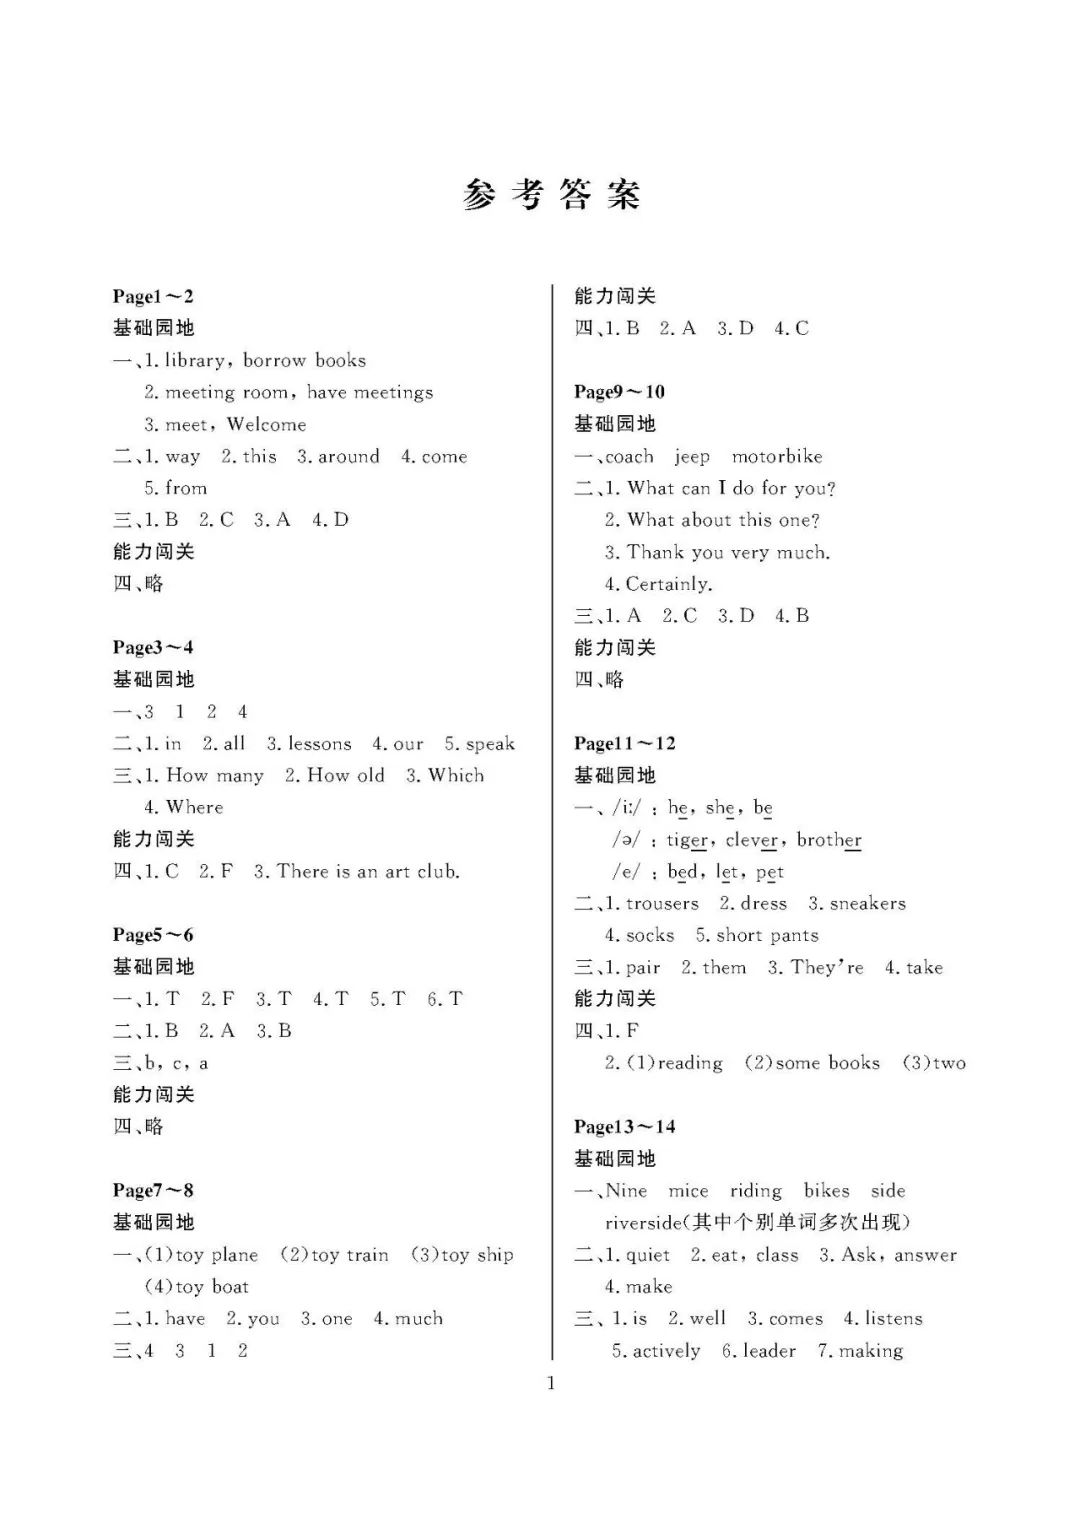 参考答案
Page1～2
基础园地
一、1. library, borrow books
2. meeting room, have meetings
3. meet, Welcome
二、1. way 2. this 3. around 4. come
5. from
三、1. B 2. C 3. A 4. D
能力闯关
四、略
Page3～4
基础园地
一、3 1 2 4
二、1. in 2. all 3. lessons 4. our 5. speak
三、1. How many 2. How old 3. Which
4. Where
能力闯关
四、1. C 2. F 3. There is an art club.
Page5～6
基础园地
一、1. T 2. F 3. T 4. T 5. T 6. T
二、1. B 2. A 3. B
三、b, c, a
能力闯关
四、略
Page7～8
基础园地
一、(1)toy plane (2)toy train (3)toy ship
(4)toy boat
二、1. have 2. you 3. one 4. much
三、4 3 1 2
能力闯关
四、1. B 2. A 3. D 4. C
Page9～10
基础园地
一、coach jeep motorbike
二、1. What can I do for you?
2. What about this one?
3. Thank you very much.
4. Certainly.
三、1. A 2. C 3. D 4. B
能力闯关
四、略
Page11～12
基础园地
一、/i:/ : he, she, be
/ə/ : tiger, clever, brother
/e/ : bed, let, pet
二、1. trousers 2. dress 3. sneakers
4. socks 5. short pants
三、1. pair 2. them 3. They're 4. take
能力闯关
四、1. F
2. (1)reading (2)some books (3)two
Page13～14
基础园地
一、Nine mice riding bikes side
riverside(其中个别单词多次出现)
二、1. quiet 2. eat, class 3. Ask, answer
4. make
三、1. is 2. well 3. comes 4. listens
5. actively 6. leader 7. making
1